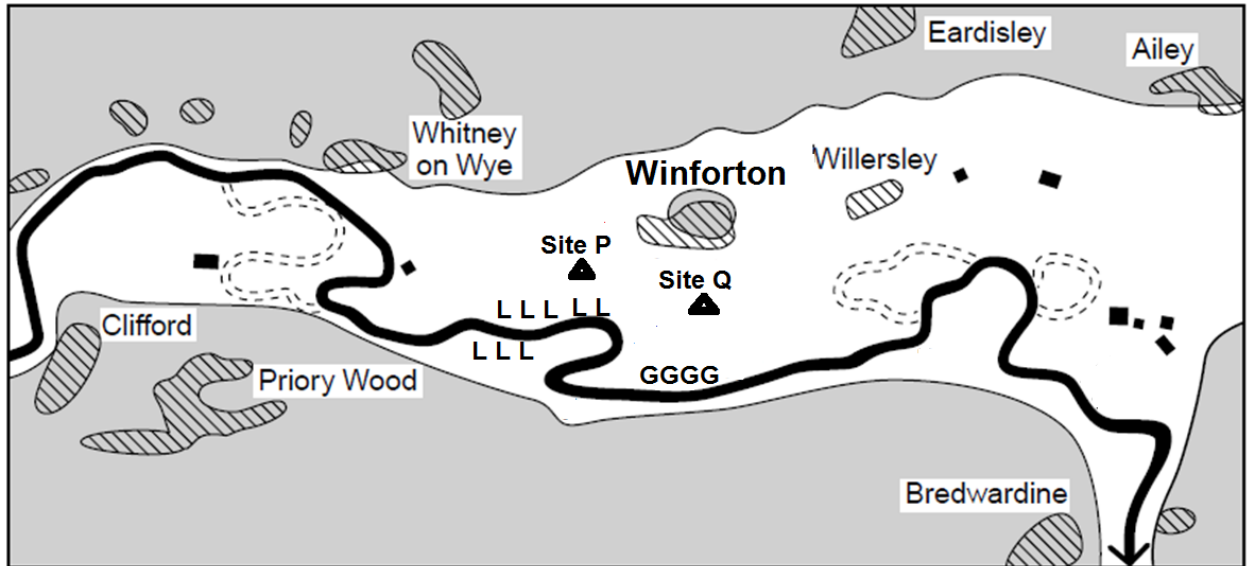 Eardisley
Ailey
Whitney
on Wye
Winforton
Willersley
Site P
Site Q
L L L L L
L L L
GGGG
Clifford
Priory Wood
Bredwardine